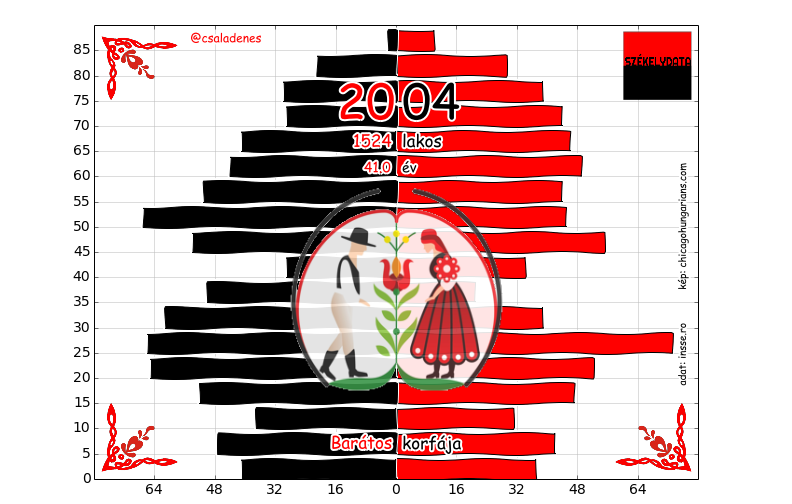 @csaladenes
SZÉKELYDATA
2004
1524 lakos
41,0 év
kép: chicagohungarians.com
adat: insse.ro
Barátos korfája
85
80
75
70
65
60
55
50
45
40
35
30
25
20
15
10
5
0
64 48 32 16 0 16 32 48 64